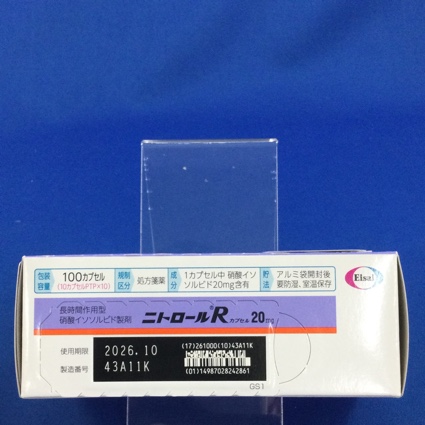 包装容量 100カプセル (10カプセルPTP×10)
規制区分 処方箋薬
成分 1カプセル中 硝酸イソソルビド20mg含有
貯法 アルミ袋開封後要防湿、室温保存
Eisai
長時間作用型
硝酸イソソルビド製剤
ニトロールRカプセル 20mg
使用期限 2026.10
製造番号 43A11K
(17)261000(10)43A11K
(01)14987028242861
GS1